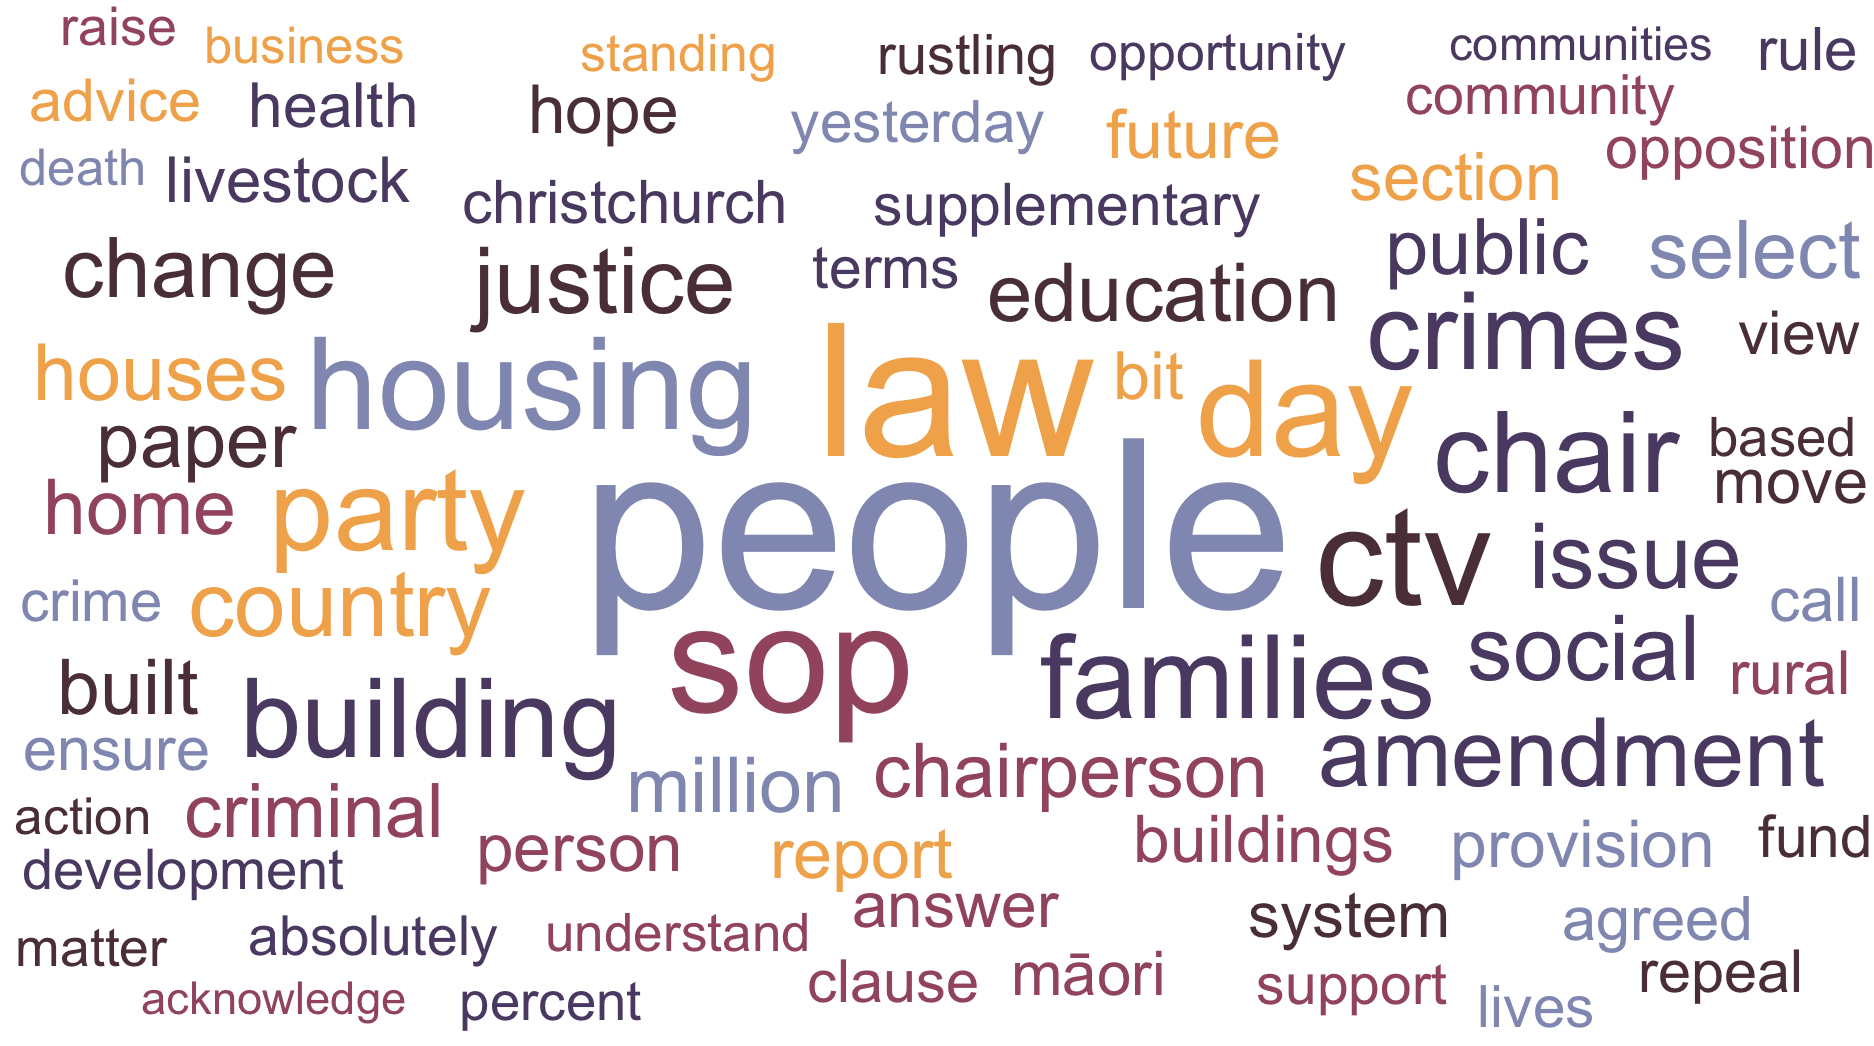 raise business standing rustling opportunity communities rule
advice health hope yesterday future community opposition
death livestock christchurch supplementary section
change justice terms education public select
houses housing law bit day crimes view
paper people chair based
home party ctv issue move
crime country sop families social call
built building rural
ensure million chairperson amendment
action criminal person report buildings provision fund
development answer system agreed
matter absolutely understand clause māori support repeal
acknowledge percent lives